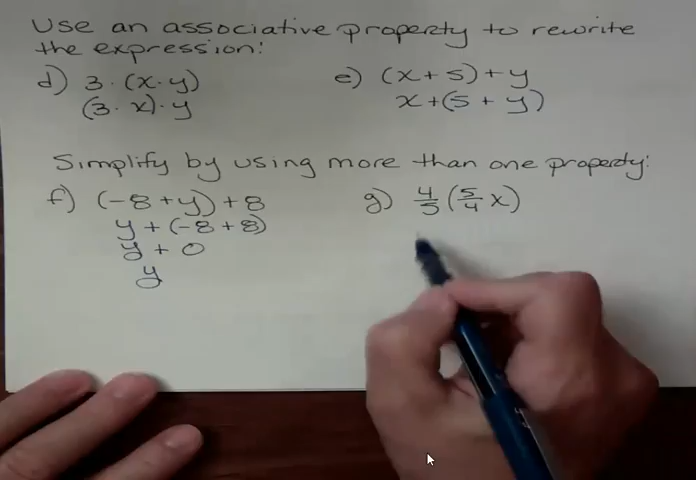 Use an associative property to rewrite
the expression:
d) 3 · (x · y)
(3 · x) · y
e) (x + 5) + y
x + (5 + y)
Simplify by using more than one property:
f) (-8 + y) + 8
y + (-8 + 8)
y + 0
y
g) 4/5 (5/4 x)